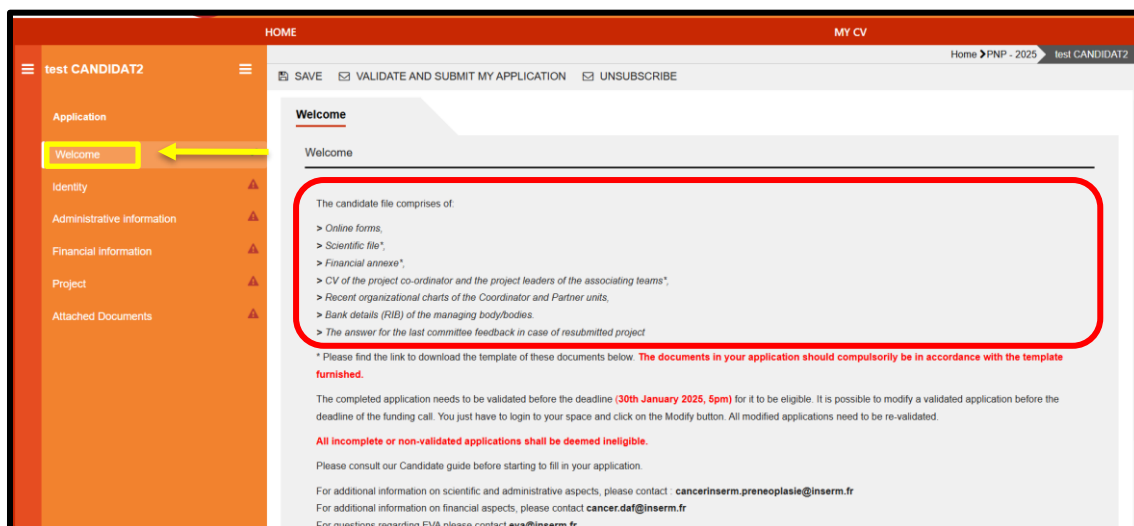 HOME
MY CV
Home ❯ PNP - 2025
test CANDIDAT2
test CANDIDAT2
SAVE
VALIDATE AND SUBMIT MY APPLICATION
UNSUBSCRIBE
Application
Welcome
Identity
Administrative information
Financial information
Project
Attached Documents
Welcome
Welcome
The candidate file comprises of:
> Online forms,
> Scientific file*,
> Financial annexe*,
> CV of the project co-ordinator and the project leaders of the associating teams*,
> Recent organizational charts of the Coordinator and Partner units,
> Bank details (RIB) of the managing body/bodies.
> The answer for the last committee feedback in case of resubmitted project
* Please find the link to download the template of these documents below. The documents in your application should compulsorily be in accordance with the template
furnished.
The completed application needs to be validated before the deadline (30th January 2025, 5pm) for it to be eligible. It is possible to modify a validated application before the
deadline of the funding call. You just have to login to your space and click on the Modify button. All modified applications need to be re-validated.
All incomplete or non-validated applications shall be deemed ineligible.
Please consult our Candidate guide before starting to fill in your application.
For additional information on scientific and administrative aspects, please contact : cancerinserm.preneoplasie@inserm.fr
For additional information on financial aspects, please contact cancer.daf@inserm.fr
For questions regarding EVA please contact eva@inserm.fr